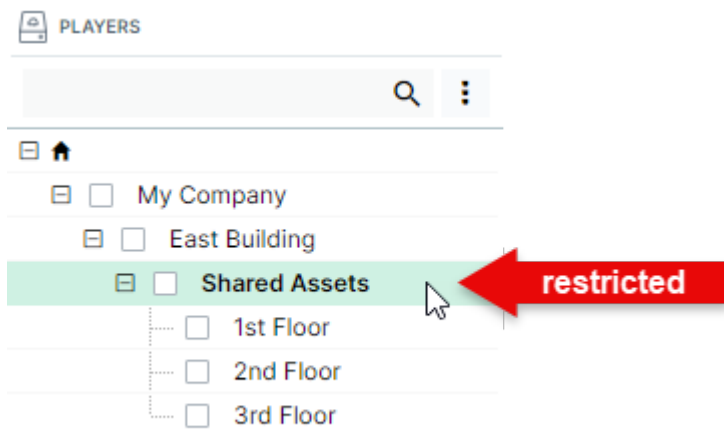 PLAYERS
My Company
East Building
Shared Assets
restricted
1st Floor
2nd Floor
3rd Floor